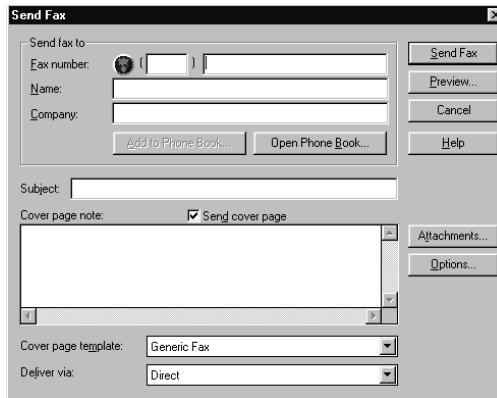 Send Fax
Send fax to
Fax number: ( )
Name:
Company:
Add to Phone Book... Open Phone Book...
Send Fax
Preview...
Cancel
Help
Subject:
Cover page note: Send cover page
Attachments...
Options...
Cover page template: Generic Fax
Deliver via: Direct